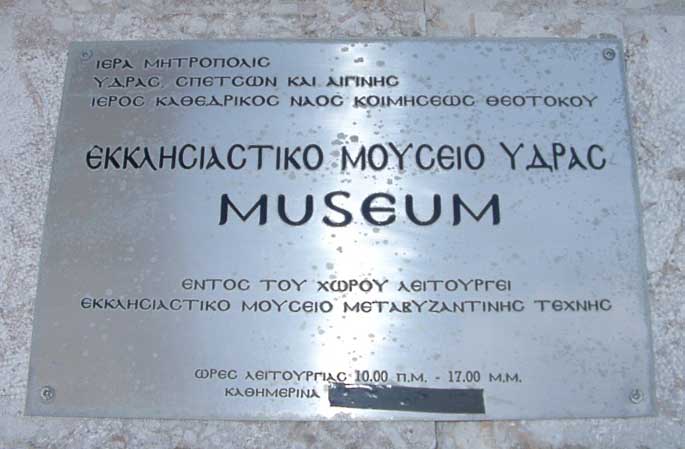 ΙΕΡΑ ΜΗΤΡΟΠΟΛΙΣ
ΥΔΡΑΣ, ΣΠΕΤΣΩΝ ΚΑΙ ΑΙΓΙΝΗΣ
ΙΕΡΟΣ ΚΑΘΕΔΡΙΚΟΣ ΝΑΟΣ ΚΟΙΜΗΣΕΩΣ ΘΕΟΤΟΚΟΥ
ΕΚΚΛΗΣΙΑΣΤΙΚΟ ΜΟΥΣΕΙΟ ΥΔΡΑΣ
MUSEUM
ΕΝΤΟΣ ΤΟΥ ΧΩΡΟΥ ΛΕΙΤΟΥΡΓΕΙ
ΕΚΚΛΗΣΙΑΣΤΙΚΟ ΜΟΥΣΕΙΟ ΜΕΤΑΒΥΖΑΝΤΙΝΗΣ ΤΕΧΝΗΣ
ΩΡΕΣ ΛΕΙΤΟΥΡΓΙΑΣ 10.00 Π.Μ. - 17.00 Μ.Μ.
ΚΑΘΗΜΕΡΙΝΑ